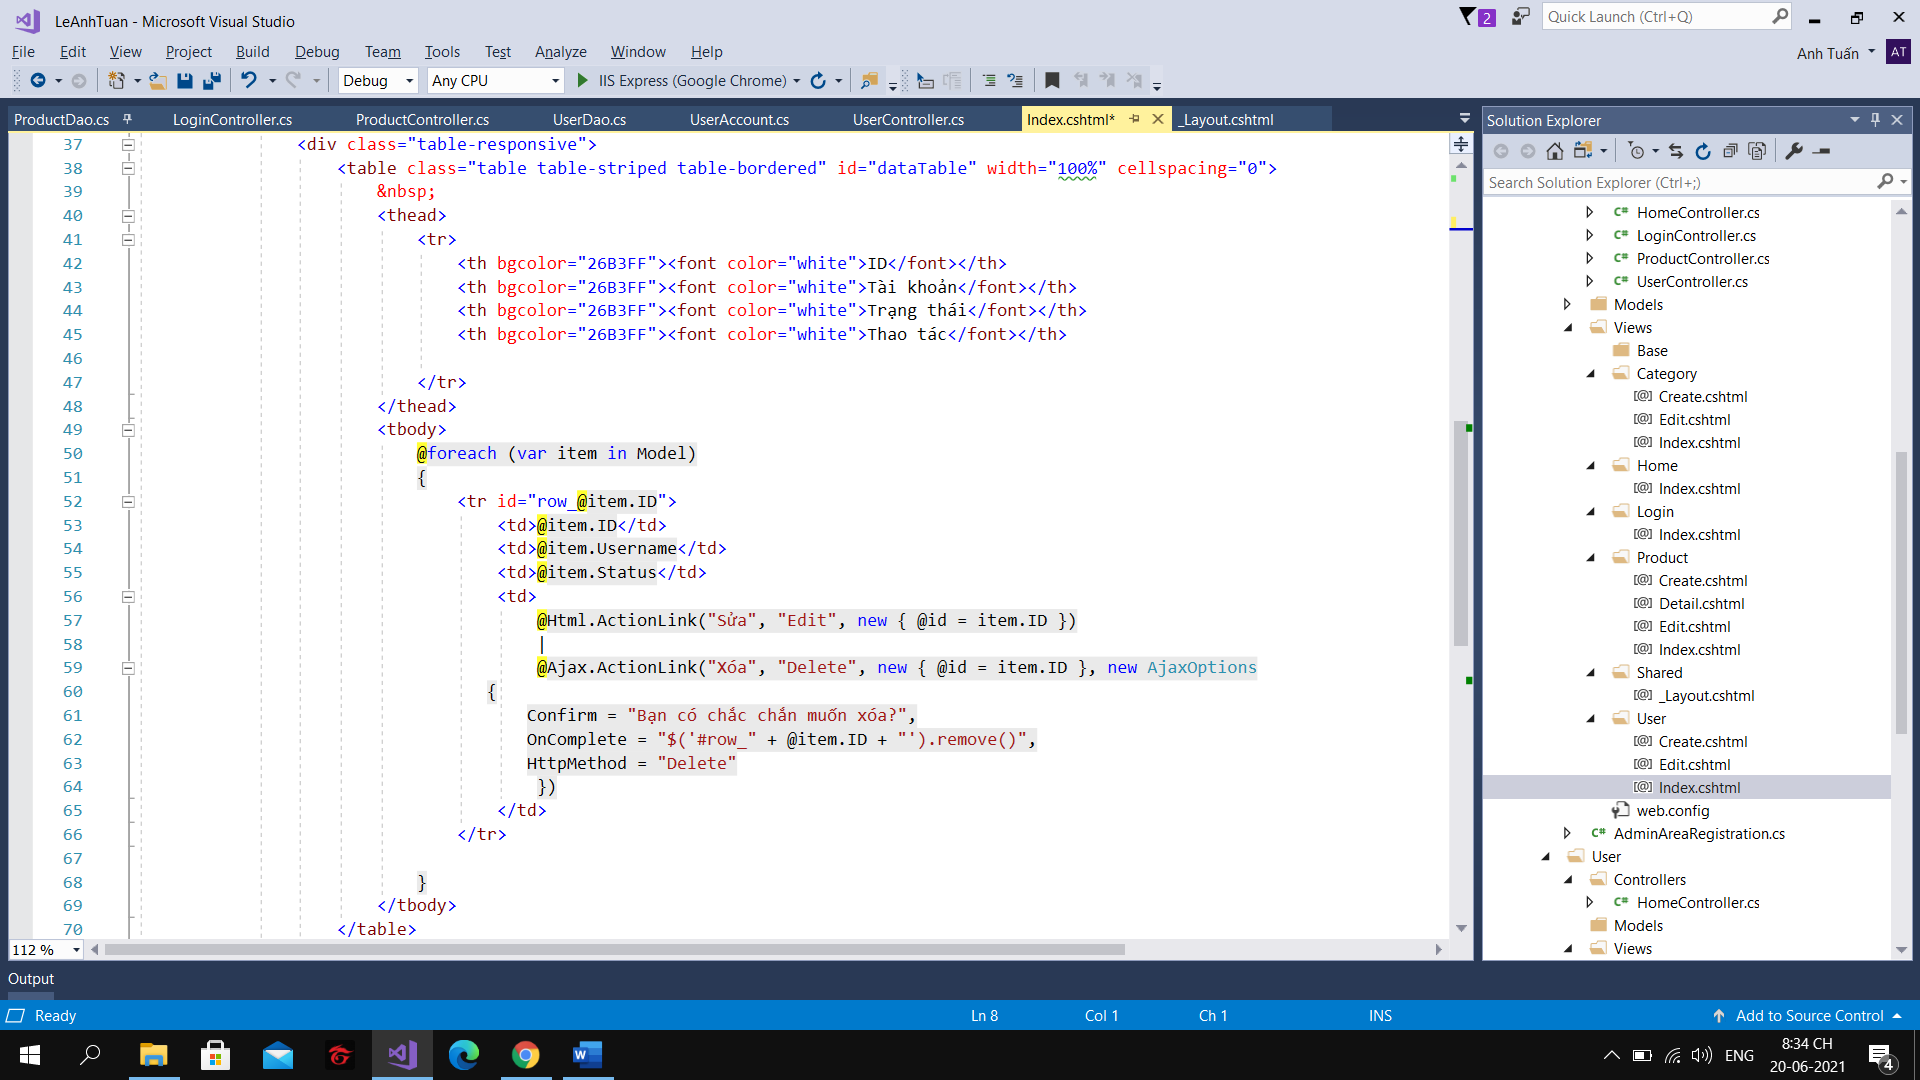 LeAnhTuan - Microsoft Visual Studio
2
Quick Launch (Ctrl+Q)
File Edit View Project Build Debug Team Tools Test Analyze Window Help
Anh Tuấn AT
Debug Any CPU IIS Express (Google Chrome)
ProductDao.cs LoginController.cs ProductController.cs UserDao.cs UserAccount.cs UserController.cs Index.cshtml* _Layout.cshtml
37 <div class="table-responsive">
38 <table class="table table-striped table-bordered" id="dataTable" width="100%" cellspacing="0">
39 &nbsp;
40 <thead>
41 <tr>
42 <th bgcolor="26B3FF"><font color="white">ID</font></th>
43 <th bgcolor="26B3FF"><font color="white">Tài khoản</font></th>
44 <th bgcolor="26B3FF"><font color="white">Trạng thái</font></th>
45 <th bgcolor="26B3FF"><font color="white">Thao tác</font></th>
46
47 </tr>
48 </thead>
49 <tbody>
50 @foreach (var item in Model)
51 {
52 <tr id="row_@item.ID">
53 <td>@item.ID</td>
54 <td>@item.Username</td>
55 <td>@item.Status</td>
56 <td>
57 @Html.ActionLink("Sửa", "Edit", new { @id = item.ID })
58 |
59 @Ajax.ActionLink("Xóa", "Delete", new { @id = item.ID }, new AjaxOptions
60 {
61 Confirm = "Bạn có chắc chắn muốn xóa?",
62 OnComplete = "$('#row_" + @item.ID + "').remove()",
63 HttpMethod = "Delete"
64 })
65 </td>
66 </tr>
67
68 }
69 </tbody>
70 </table>
112 %
Solution Explorer
Search Solution Explorer (Ctrl+;)
C# HomeController.cs
C# LoginController.cs
C# ProductController.cs
C# UserController.cs
Models
Views
Base
Category
[@] Create.cshtml
[@] Edit.cshtml
[@] Index.cshtml
Home
[@] Index.cshtml
Login
[@] Index.cshtml
Product
[@] Create.cshtml
[@] Detail.cshtml
[@] Edit.cshtml
[@] Index.cshtml
Shared
[@] _Layout.cshtml
User
[@] Create.cshtml
[@] Edit.cshtml
[@] Index.cshtml
web.config
C# AdminAreaRegistration.cs
User
Controllers
C# HomeController.cs
Models
Views
Output
Ready Ln 8 Col 1 Ch 1 INS Add to Source Control
W ENG 8:34 CH
20-06-2021
4